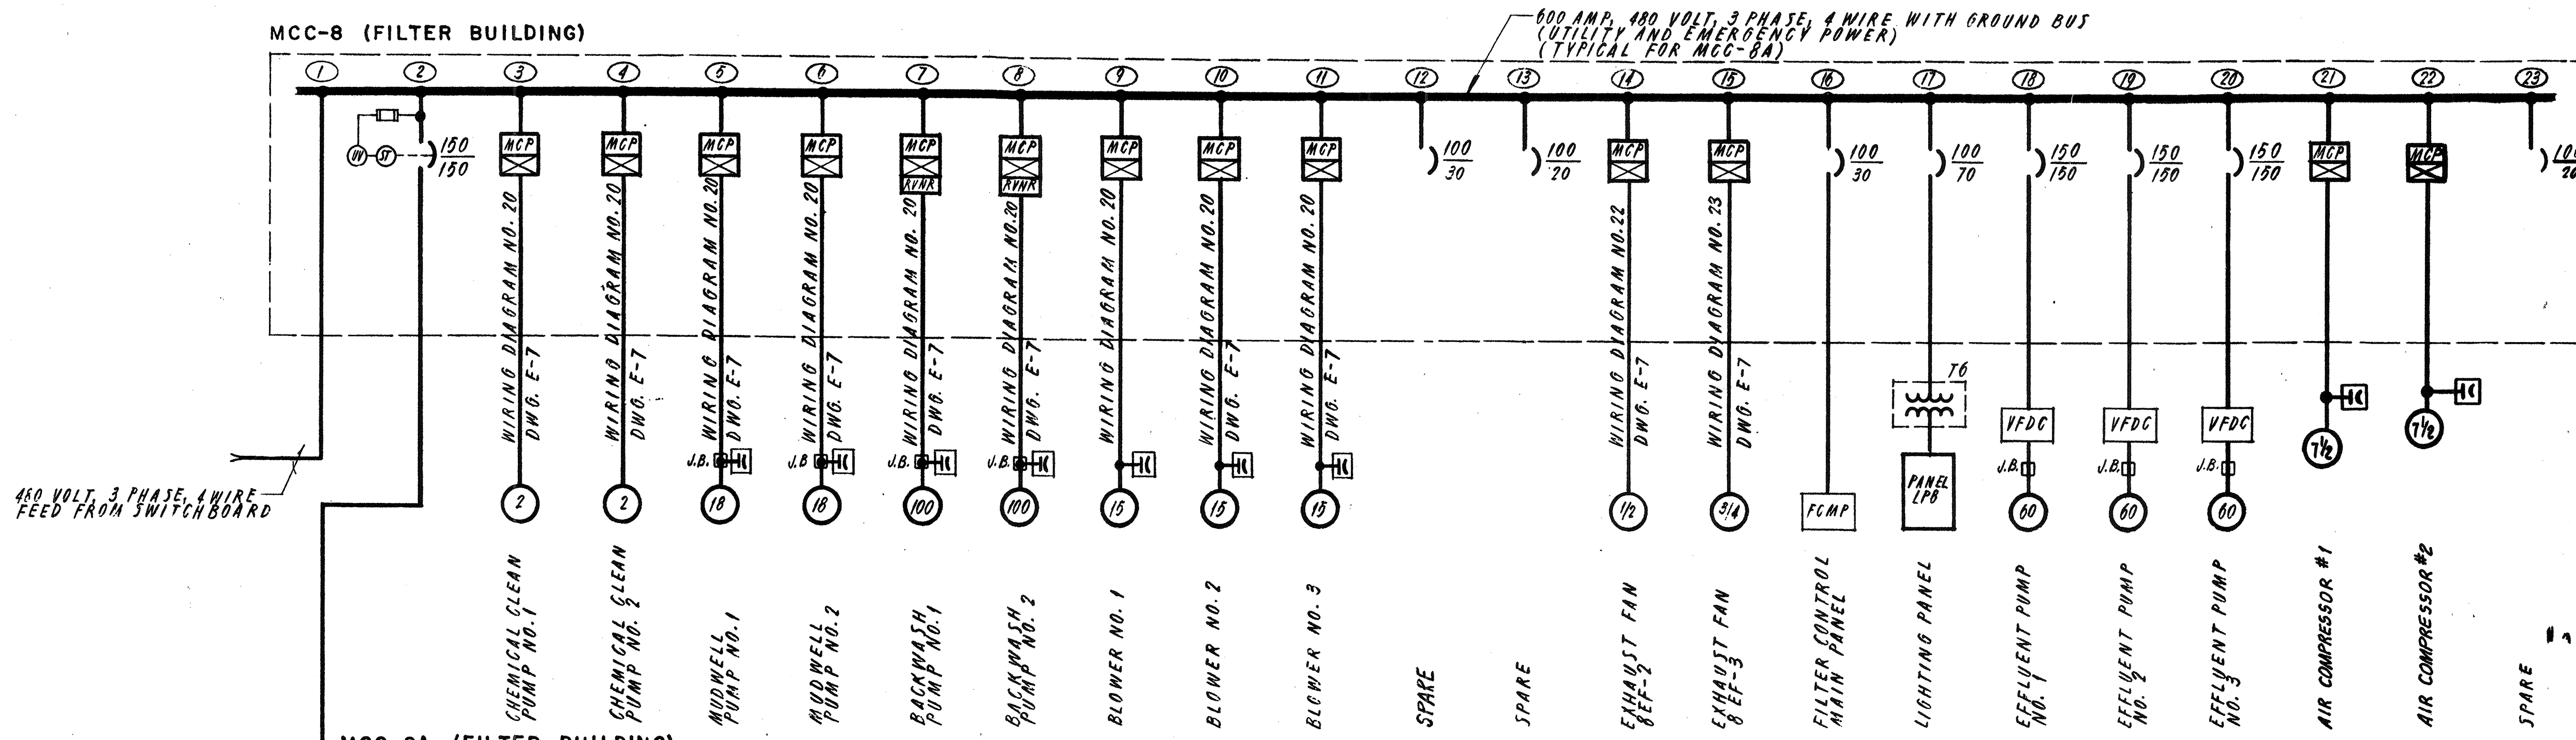 600 AMP, 480 VOLT, 3 PHASE, 4 WIRE WITH GROUND BUS
(UTILITY AND EMERGENCY POWER)
(TYPICAL FOR MCC-8A)
MCC-8 (FILTER BUILDING)
1 2 3 4 5 6 7 8 9 10 11 12 13 14 15 16 17 18 19 20 21 22 23
UV ST
150
150
MCP
MCP
MCP
MCP
MCP
RVNR
MCP
RVNR
MCP
MCP
MCP
100
30
100
20
MCP
MCP
100
30
100
70
150
150
150
150
150
150
MCP
MCP
WIRING DIAGRAM NO. 20
DWG. E-7
WIRING DIAGRAM NO. 20
DWG. E-7
WIRING DIAGRAM NO. 20
DWG. E-7
WIRING DIAGRAM NO. 20
DWG. E-7
WIRING DIAGRAM NO. 20
DWG. E-7
WIRING DIAGRAM NO. 20
DWG. E-7
WIRING DIAGRAM NO. 20
DWG. E-7
WIRING DIAGRAM NO. 20
DWG. E-7
WIRING DIAGRAM NO. 20
DWG. E-7
WIRING DIAGRAM NO. 22
DWG. E-7
WIRING DIAGRAM NO. 23
DWG. E-7
T6
VFDC
VFDC
VFDC
J.B.
J.B
J.B.
J.B.
J.B.
J.B.
J.B.
480 VOLT, 3 PHASE, 4 WIRE
FEED FROM SWITCHBOARD
2 2 18 18 100 100 15 15 15 1/2 3/4
FCMP
PANEL
LPB
60 60 60 7½ 7½
CHEMICAL CLEAN
PUMP NO. 1
CHEMICAL CLEAN
PUMP NO. 2
MUDWELL
PUMP NO. 1
MUDWELL
PUMP NO. 2
BACKWASH
PUMP NO. 1
BACKWASH
PUMP NO. 2
BLOWER NO. 1
BLOWER NO. 2
BLOWER NO. 3
SPARE
SPARE
EXHAUST FAN
8 EF-2
EXHAUST FAN
8 EF-3
FILTER CONTROL
MAIN PANEL
LIGHTING PANEL
EFFLUENT PUMP
NO. 1
EFFLUENT PUMP
NO. 2
EFFLUENT PUMP
NO. 3
AIR COMPRESSOR #1
AIR COMPRESSOR #2
SPARE
(FILTER BUILDING)